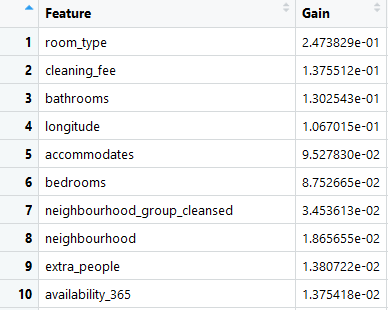 Feature Gain
1 room_type 2.473829e-01
2 cleaning_fee 1.375512e-01
3 bathrooms 1.302543e-01
4 longitude 1.067015e-01
5 accommodates 9.527830e-02
6 bedrooms 8.752665e-02
7 neighbourhood_group_cleansed 3.453613e-02
8 neighbourhood 1.865655e-02
9 extra_people 1.380722e-02
10 availability_365 1.375418e-02